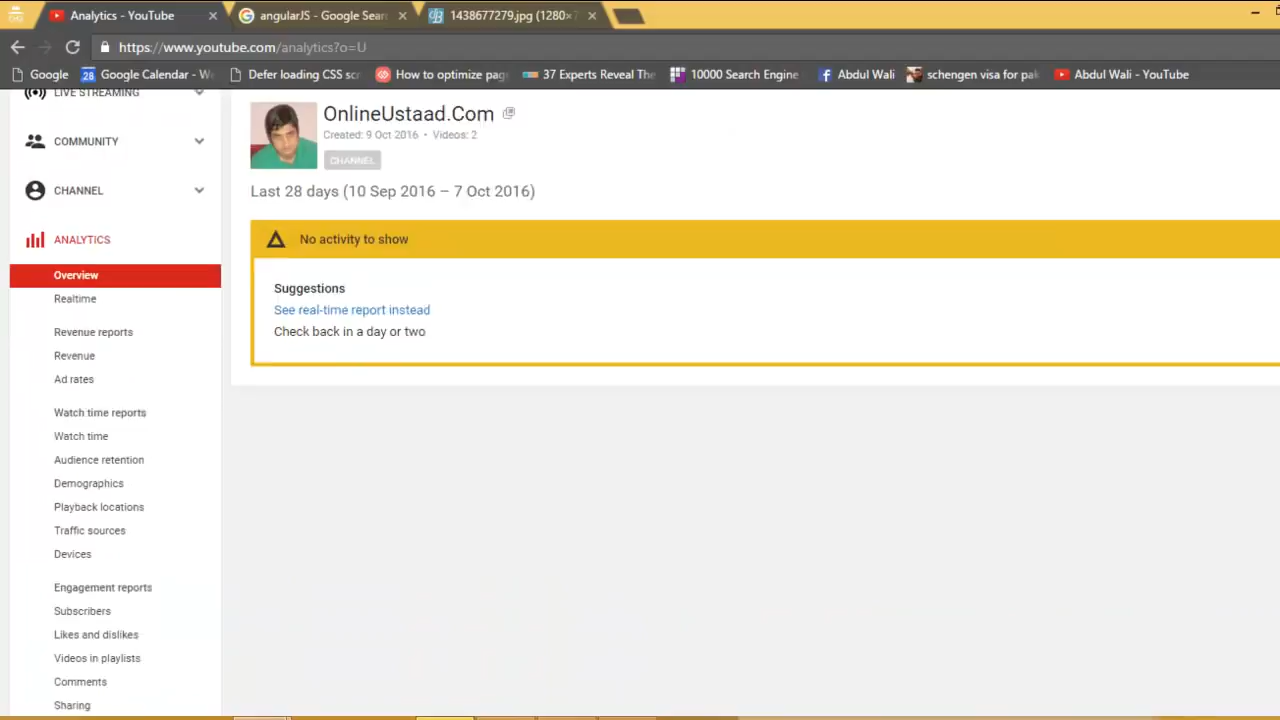 Analytics - YouTube
angularJS - Google Sear
1438677279.jpg (1280×7
https://www.youtube.com/analytics?o=U
Google
28
Google Calendar - We
Defer loading CSS scr
How to optimize pag
37 Experts Reveal The
10000 Search Engine
Abdul Wali
schengen visa for pak
Abdul Wali - YouTube
LIVE STREAMING
COMMUNITY
CHANNEL
ANALYTICS
Overview
Realtime
Revenue reports
Revenue
Ad rates
Watch time reports
Watch time
Audience retention
Demographics
Playback locations
Traffic sources
Devices
Engagement reports
Subscribers
Likes and dislikes
Videos in playlists
Comments
Sharing
OnlineUstaad.Com
Created: 9 Oct 2016 • Videos: 2
CHANNEL
Last 28 days (10 Sep 2016 – 7 Oct 2016)
No activity to show
Suggestions
See real-time report instead
Check back in a day or two